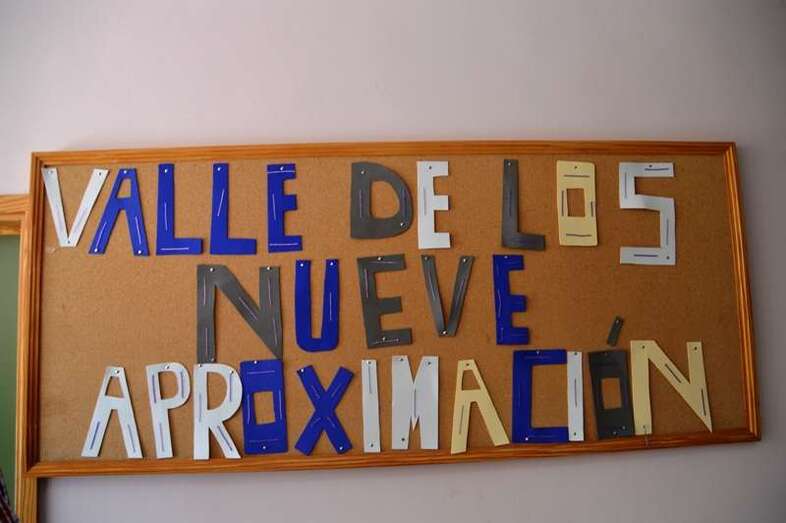 VALLE DE LOS
NUEVE
APROXIMACIÓN